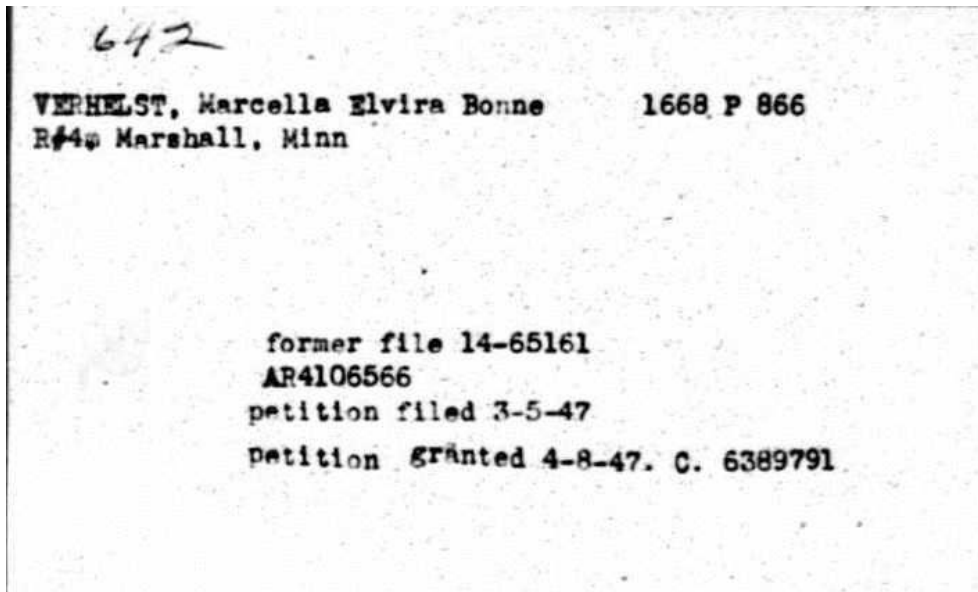 642
VERHELST, Marcella Elvira Bonne 1668 P 866
R#4, Marshall, Minn
former file 14-65161
AR4106566
petition filed 3-5-47
petition granted 4-8-47. C. 6389791